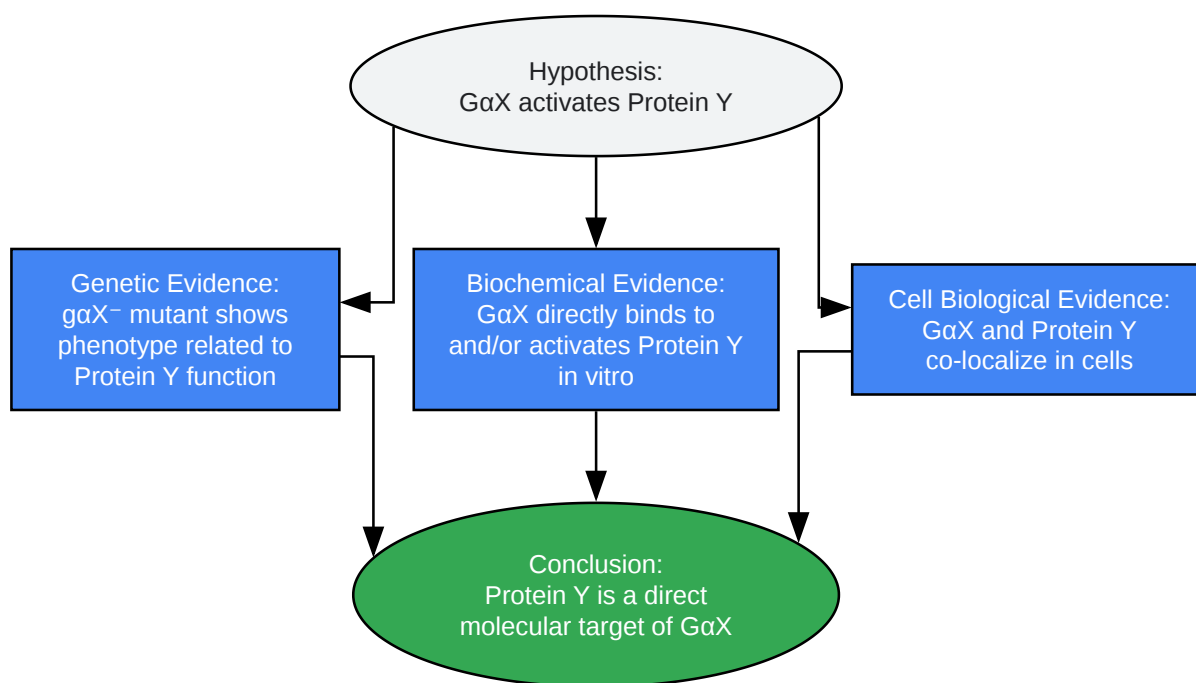 Hypothesis:
GαX activates Protein Y
Genetic Evidence:
gαX⁻ mutant shows
phenotype related to
Protein Y function
Biochemical Evidence:
GαX directly binds to
and/or activates Protein Y
in vitro
Cell Biological Evidence:
GαX and Protein Y
co-localize in cells
Conclusion:
Protein Y is a direct
molecular target of GαX